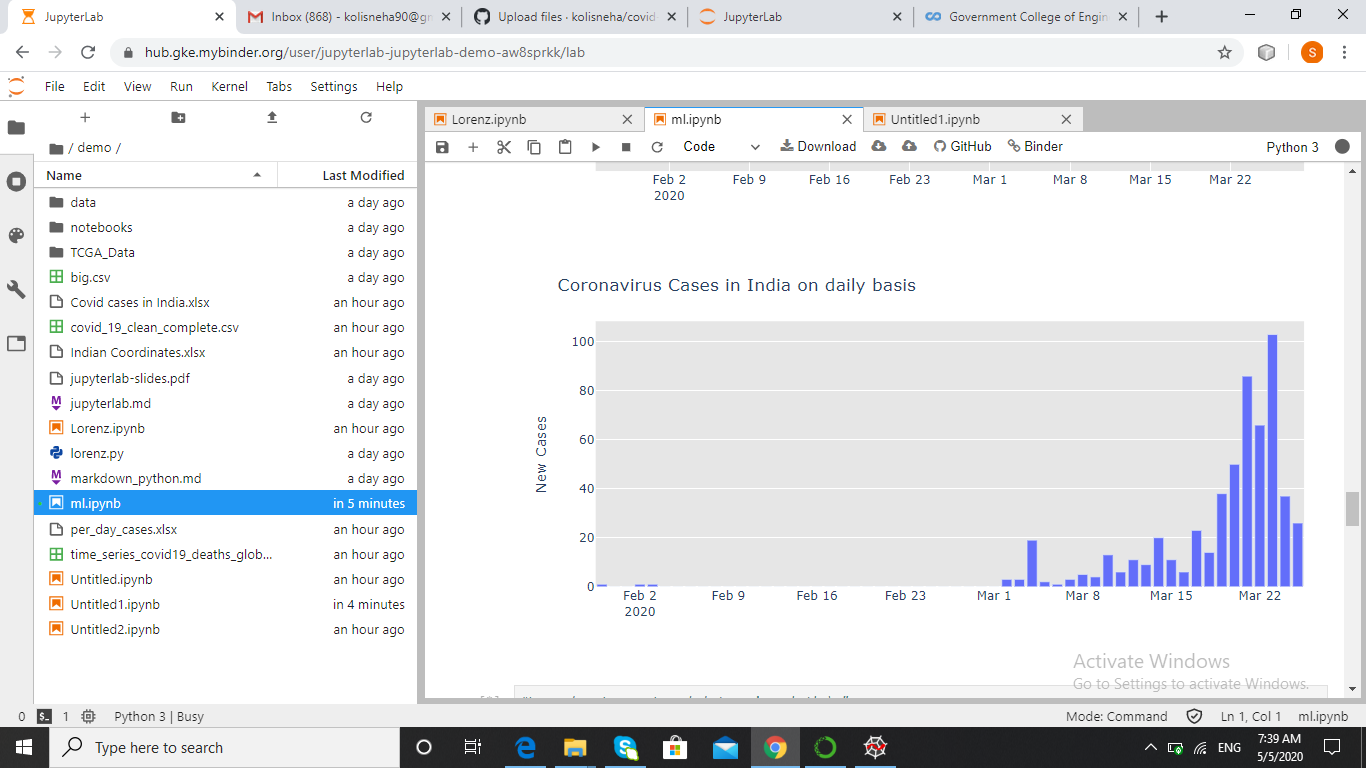 JupyterLab
Inbox (868) - kolisneha90@gr
Upload files · kolisneha/covid
JupyterLab
Government College of Engin
hub.gke.mybinder.org/user/jupyterlab-jupyterlab-demo-aw8sprkk/lab
S
File Edit View Run Kernel Tabs Settings Help
/ demo /
Name Last Modified
data a day ago
notebooks a day ago
TCGA_Data a day ago
big.csv a day ago
Covid cases in India.xlsx an hour ago
covid_19_clean_complete.csv an hour ago
Indian Coordinates.xlsx an hour ago
jupyterlab-slides.pdf a day ago
jupyterlab.md a day ago
Lorenz.ipynb an hour ago
lorenz.py a day ago
markdown_python.md a day ago
ml.ipynb in 5 minutes
per_day_cases.xlsx an hour ago
time_series_covid19_deaths_glob... an hour ago
Untitled.ipynb an hour ago
Untitled1.ipynb in 4 minutes
Untitled2.ipynb an hour ago
Lorenz.ipynb
ml.ipynb
Untitled1.ipynb
Code Download GitHub Binder Python 3
Feb 2 Feb 9 Feb 16 Feb 23 Mar 1 Mar 8 Mar 15 Mar 22
2020
Coronavirus Cases in India on daily basis
New Cases
100
80
60
40
20
0
Feb 2 Feb 9 Feb 16 Feb 23 Mar 1 Mar 8 Mar 15 Mar 22
2020
Activate Windows
Go to Settings to activate Windows.
0 1 Python 3 | Busy Mode: Command Ln 1, Col 1 ml.ipynb
Type here to search
ENG
7:39 AM
5/5/2020